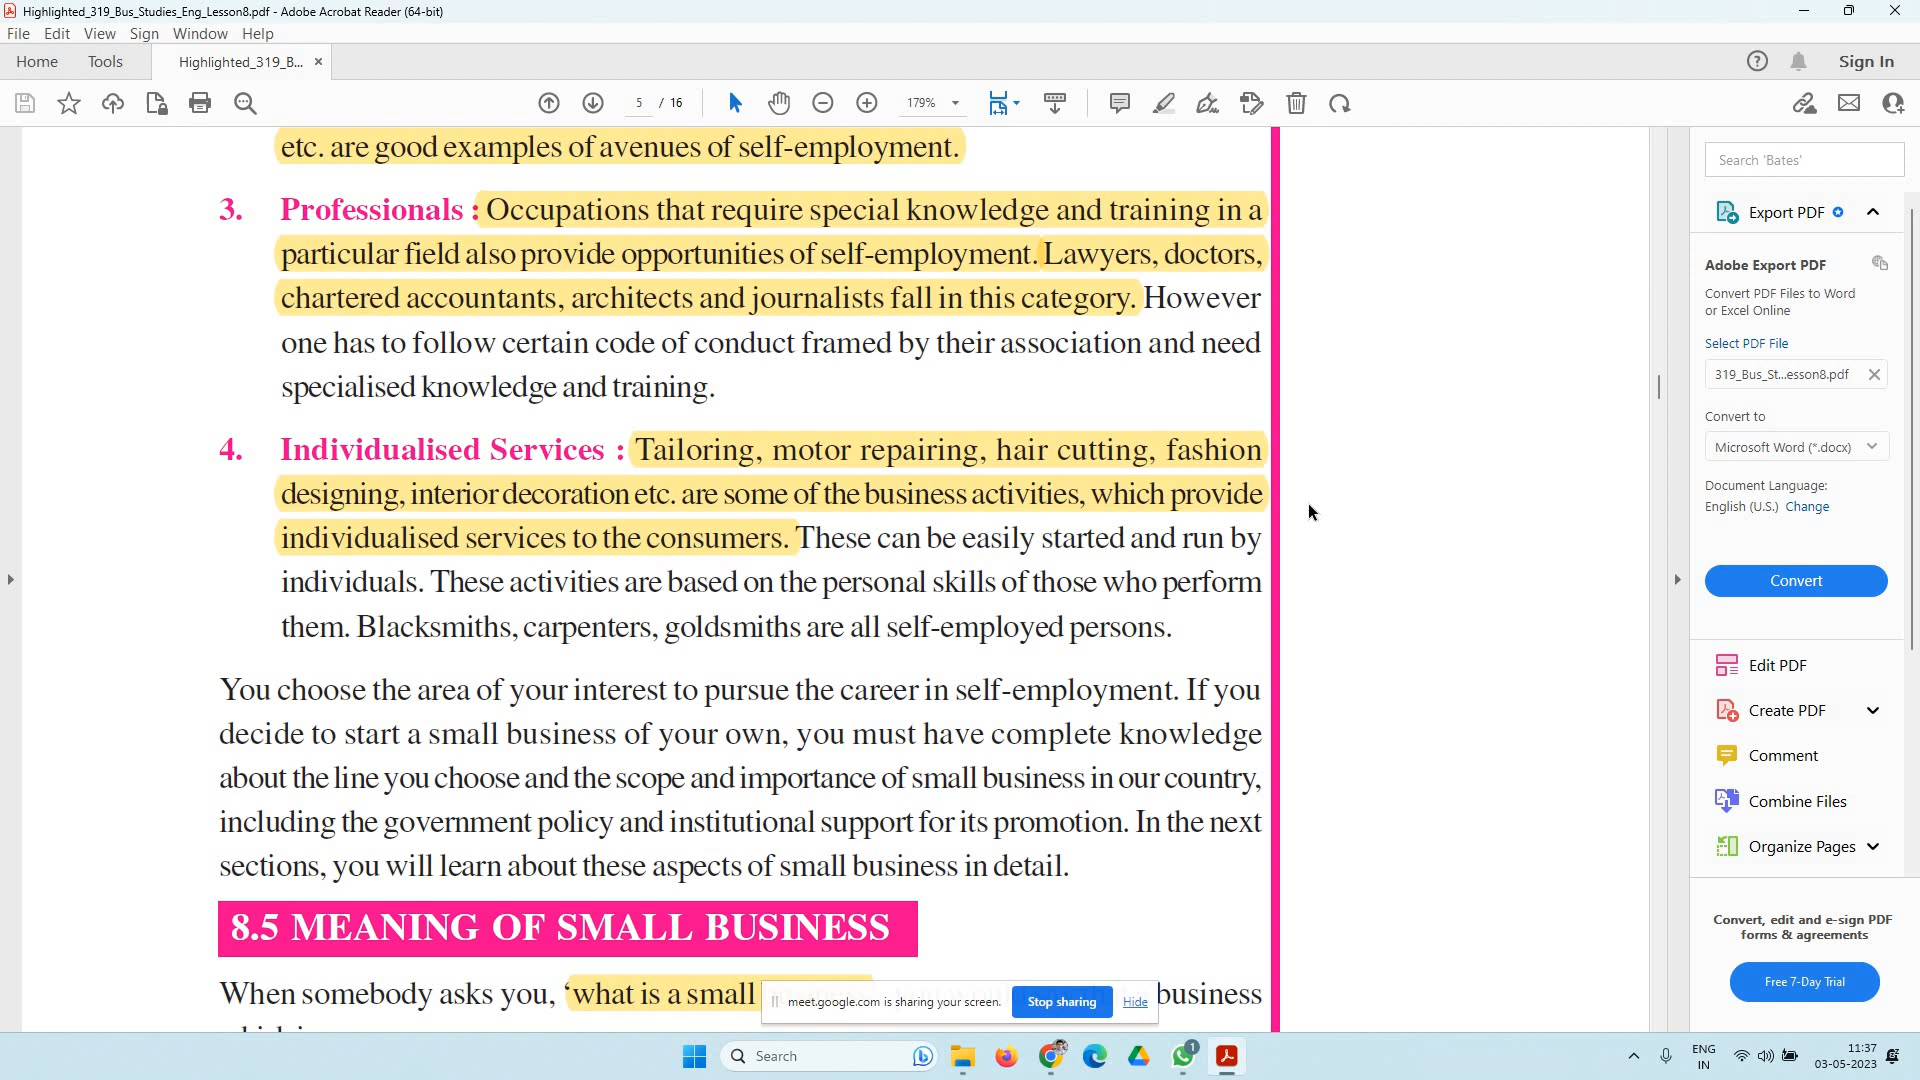 Highlighted_319_Bus_Studies_Eng_Lesson8.pdf - Adobe Acrobat Reader (64-bit)
File Edit View Sign Window Help
Home Tools Highlighted_319_B... ×
Sign In
5 / 16 179%
etc. are good examples of avenues of self-employment.
3. Professionals : Occupations that require special knowledge and training in a
particular field also provide opportunities of self-employment. Lawyers, doctors,
chartered accountants, architects and journalists fall in this category. However
one has to follow certain code of conduct framed by their association and need
specialised knowledge and training.
4. Individualised Services : Tailoring, motor repairing, hair cutting, fashion
designing, interior decoration etc. are some of the business activities, which provide
individualised services to the consumers. These can be easily started and run by
individuals. These activities are based on the personal skills of those who perform
them. Blacksmiths, carpenters, goldsmiths are all self-employed persons.
You choose the area of your interest to pursue the career in self-employment. If you
decide to start a small business of your own, you must have complete knowledge
about the line you choose and the scope and importance of small business in our country,
including the government policy and institutional support for its promotion. In the next
sections, you will learn about these aspects of small business in detail.
8.5 MEANING OF SMALL BUSINESS
When somebody asks you, ‘what is a small business
meet.google.com is sharing your screen. Stop sharing Hide
Search 'Bates'
Export PDF
Adobe Export PDF
Convert PDF Files to Word
or Excel Online
Select PDF File
319_Bus_St...esson8.pdf
Convert to
Microsoft Word (*.docx)
Document Language:
English (U.S.) Change
Convert
Edit PDF
Create PDF
Comment
Combine Files
Organize Pages
Convert, edit and e-sign PDF
forms & agreements
Free 7-Day Trial
Search
1
ENG
IN
11:37
03-05-2023